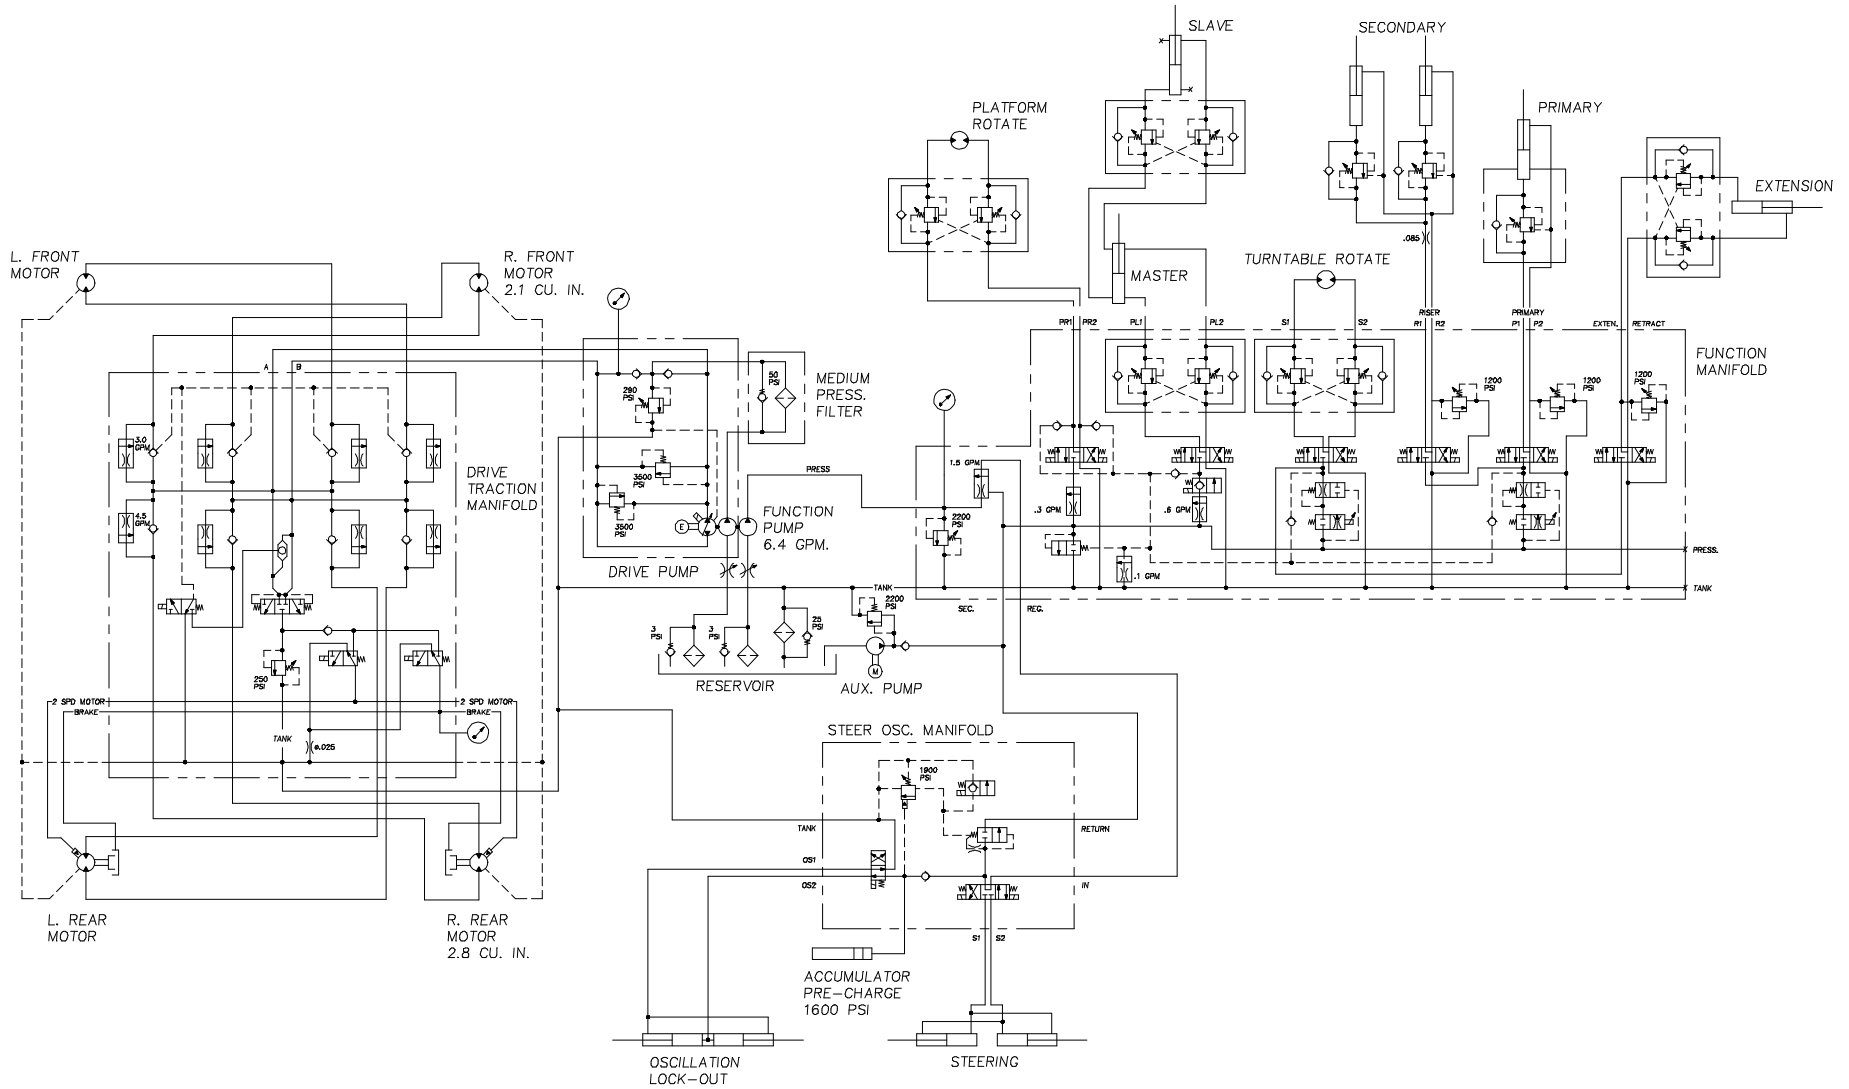 SLAVE
SECONDARY
PLATFORM
ROTATE
PRIMARY
EXTENSION
.085
L. FRONT
MOTOR
R. FRONT
MOTOR
2.1 CU. IN.
MASTER
TURNTABLE ROTATE
RISER
PRIMARY
PR1
PR2
PL1
PL2
S1
S2
R1
R2
P1
P2
EXTEN.
RETRACT
FUNCTION
MANIFOLD
A
B
290
PSI
50
PSI
MEDIUM
PRESS.
FILTER
1200
PSI
1200
PSI
1200
PSI
3.0
GPM
4.5
GPM
DRIVE
TRACTION
MANIFOLD
3500
PSI
3500
PSI
E
PRESS
1.5 GPM
FUNCTION
PUMP
6.4 GPM.
2200
PSI
.3 GPM
.6 GPM
.1 GPM
PRESS.
DRIVE PUMP
TANK
TANK
SEC.
REG.
3
PSI
3
PSI
25
PSI
2200
PSI
M
RESERVOIR
AUX. PUMP
250
PSI
2 SPD MOTOR
BRAKE
2 SPD MOTOR
BRAKE
TANK
ø.025
STEER OSC. MANIFOLD
1900
PSI
TANK
RETURN
OS1
OS2
IN
S1
S2
L. REAR
MOTOR
R. REAR
MOTOR
2.8 CU. IN.
ACCUMULATOR
PRE-CHARGE
1600 PSI
OSCILLATION
LOCK-OUT
STEERING